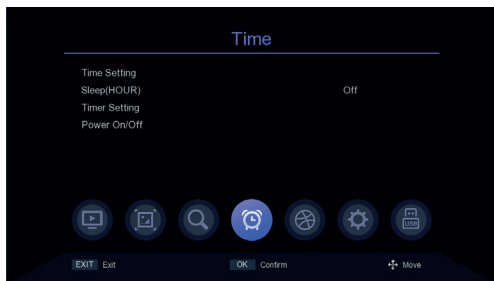 Time
Time Setting
Sleep(HOUR) Off
Timer Setting
Power On/Off
USB
EXIT Exit OK Confirm Move